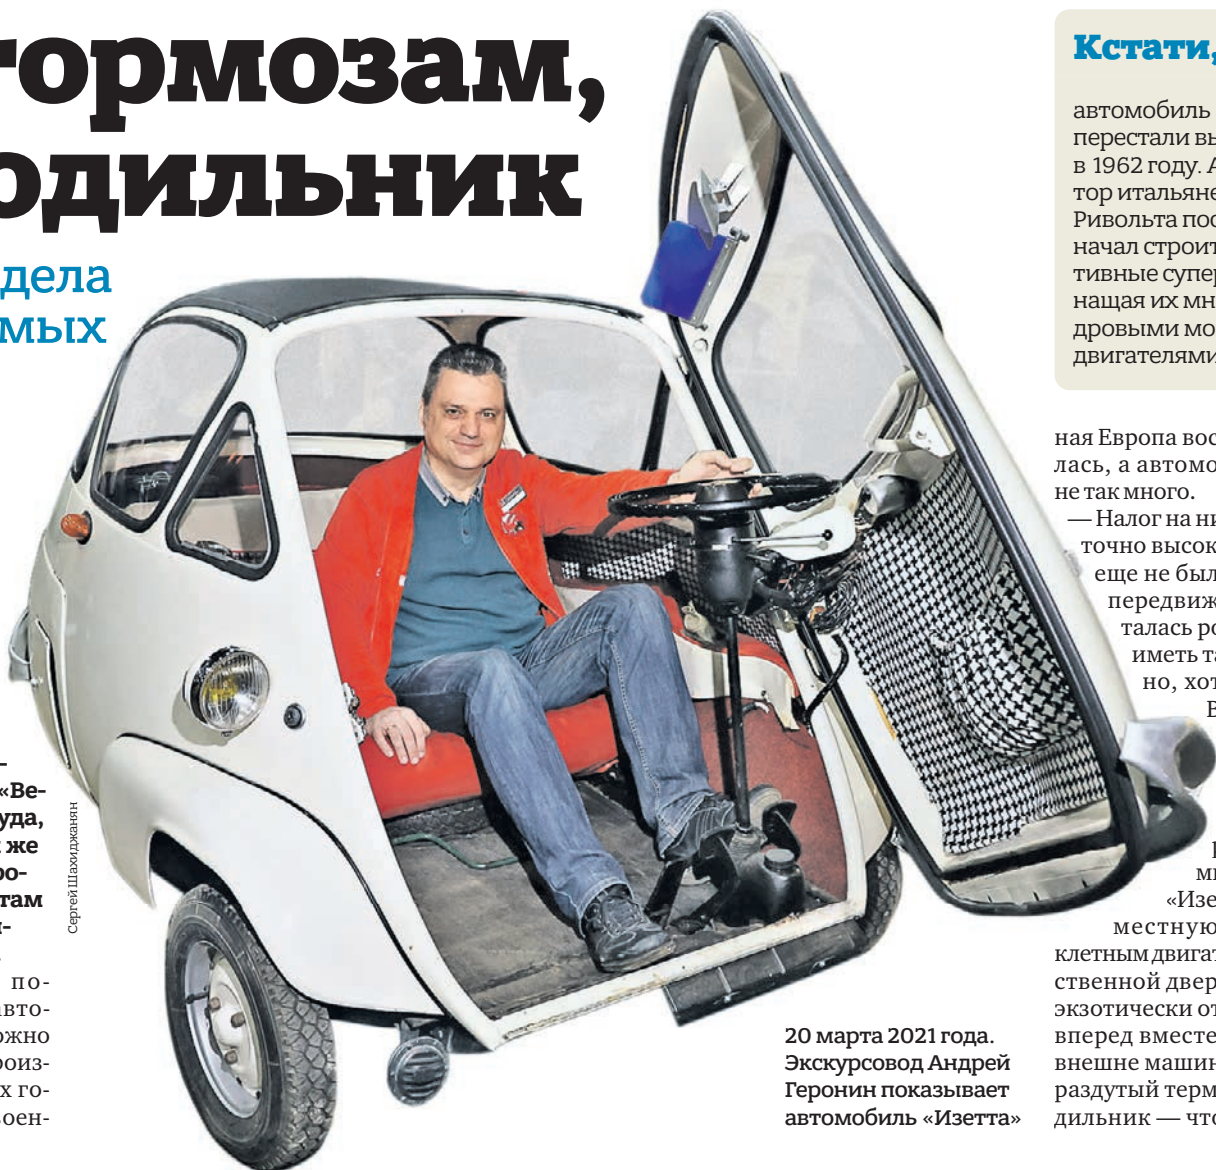 тормозам,
одильник
дела
мых
–
«Ве-
уда,
же
ро-
там
и-
по-
авто-
ожно
роиз-
х го-
воен-
Сергей Шахиджанян
20 марта 2021 года.
Экскурсовод Андрей
Геронин показывает
автомобиль «Изетта»
Кстати,
автомобиль
перестали вы
в 1962 году. А
тор итальяне
Ривольта пос
начал строит
тивные супер
нащая их мн
дровыми мо
двигателями
ная Европа вос
лась, а автомо
не так много.
— Налог на ни
точно высок
еще не был
передвиж
талась ро
иметь та
но, хот
В
р
ми
«Изе
местную
клетным двигат
ственной двер
экзотически от
вперед вместе
внешне машин
раздутый терм
дильник — что